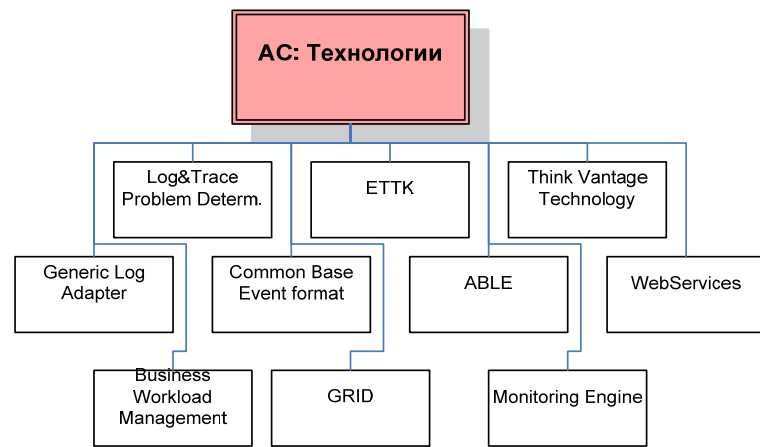 АС: Технологии
Log&Trace
Problem Determ.
ETTK
Think Vantage
Technology
Generic Log
Adapter
Common Base
Event format
ABLE
WebServices
Business
Workload
Management
GRID
Monitoring Engine